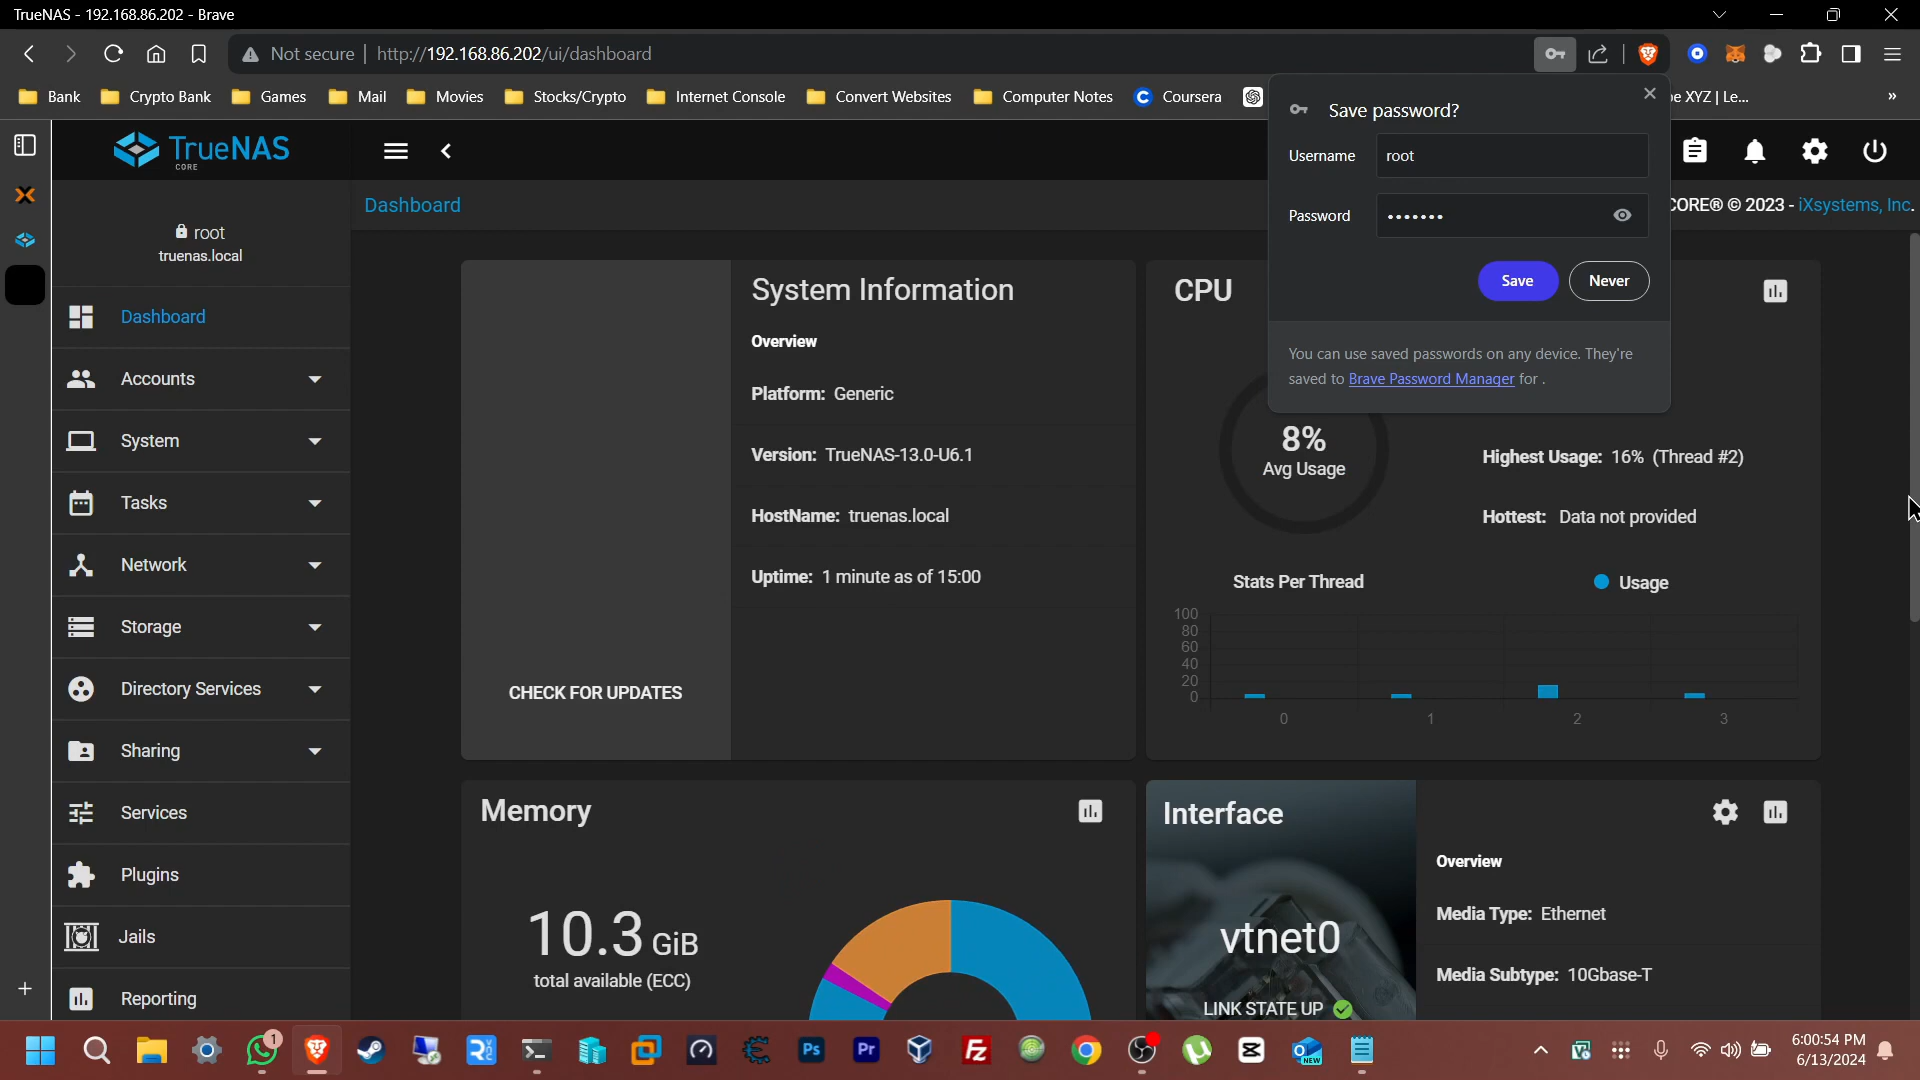 TrueNAS - 192.168.86.202 - Brave
Not secure
http://192.168.86.202/ui/dashboard
Bank
Crypto Bank
Games
Mail
Movies
Stocks/Crypto
Internet Console
Convert Websites
Computer Notes
Coursera
e XYZ | Le...
»
TrueNAS
CORE
root
truenas.local
Dashboard
Accounts
System
Tasks
Network
Storage
Directory Services
Sharing
Services
Plugins
Jails
Reporting
Dashboard
CORE® © 2023 - iXsystems, Inc.
Save password?
Username
root
Password
•••••••
Save
Never
You can use saved passwords on any device. They're
saved to Brave Password Manager for .
System Information
Overview
Platform: Generic
Version: TrueNAS-13.0-U6.1
HostName: truenas.local
Uptime: 1 minute as of 15:00
CHECK FOR UPDATES
CPU
8%
Avg Usage
Highest Usage: 16% (Thread #2)
Hottest: Data not provided
Stats Per Thread
Usage
100
80
60
40
20
0
0
1
2
3
Memory
10.3 GiB
total available (ECC)
Interface
vtnet0
LINK STATE UP
Overview
Media Type: Ethernet
Media Subtype: 10Gbase-T
1
Ps
Pr
Fz
NEW
6:00:54 PM
6/13/2024